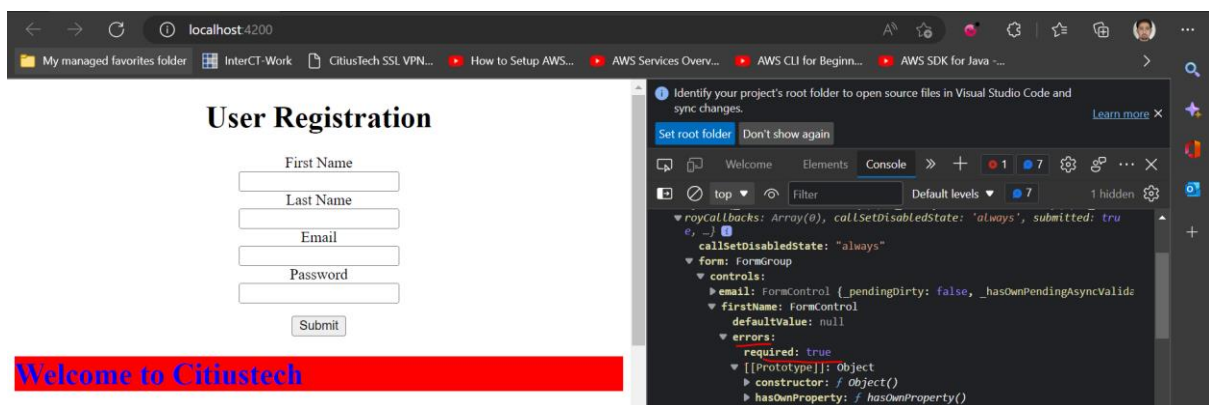 localhost:4200
My managed favorites folder InterCT-Work CitiusTech SSL VPN... How to Setup AWS... AWS Services Overv... AWS CLI for Beginn... AWS SDK for Java -...
User Registration
First Name
Last Name
Email
Password
Submit
Welcome to Citiustech
Identify your project's root folder to open source files in Visual Studio Code and
sync changes.
Learn more
Set root folder Don't show again
Welcome Elements Console 1 7
top Filter Default levels 7 1 hidden
royCallbacks: Array(0), callSetDisabledState: 'always', submitted: tru
e, …}
callSetDisabledState: "always"
form: FormGroup
controls:
email: FormControl {_pendingDirty: false, _hasOwnPendingAsyncValida
firstName: FormControl
defaultValue: null
errors:
required: true
[[Prototype]]: Object
constructor: ƒ Object()
hasOwnProperty: ƒ hasOwnProperty()